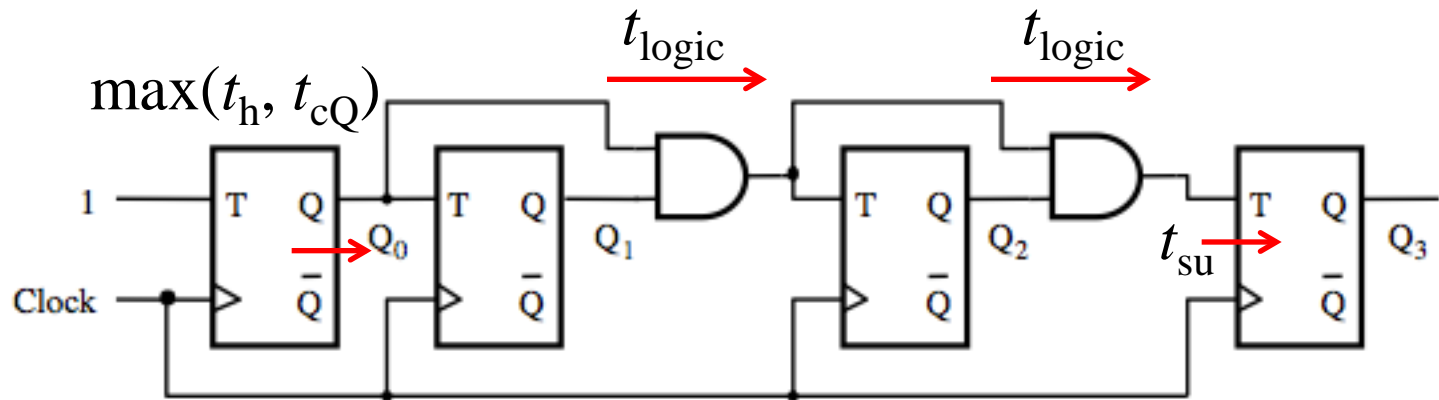 t_logic t_logic
max(t_h, t_cQ)
1 T Q Q_0 T Q Q_1 T Q Q_2 T Q Q_3
t_su
Clock Q̅ Q̅ Q̅ Q̅